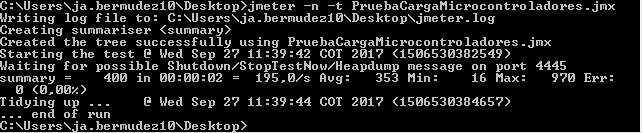 C:\Users\ja.bermudez10\Desktop>jmeter -n -t PruebaCargaMicrocontroladores.jmx
Writing log file to: C:\Users\ja.bermudez10\Desktop\jmeter.log
Creating summariser <summary>
Created the tree successfully using PruebaCargaMicrocontroladores.jmx
Starting the test @ Wed Sep 27 11:39:42 COT 2017 (1506530382549)
Waiting for possible Shutdown/StopTestNow/Heapdump message on port 4445
summary =    400 in 00:00:02 =  195,0/s Avg:   353 Min:    16 Max:   970 Err:
  0 (0,00%)
Tidying up ...    @ Wed Sep 27 11:39:44 COT 2017 (1506530384657)
... end of run
C:\Users\ja.bermudez10\Desktop>